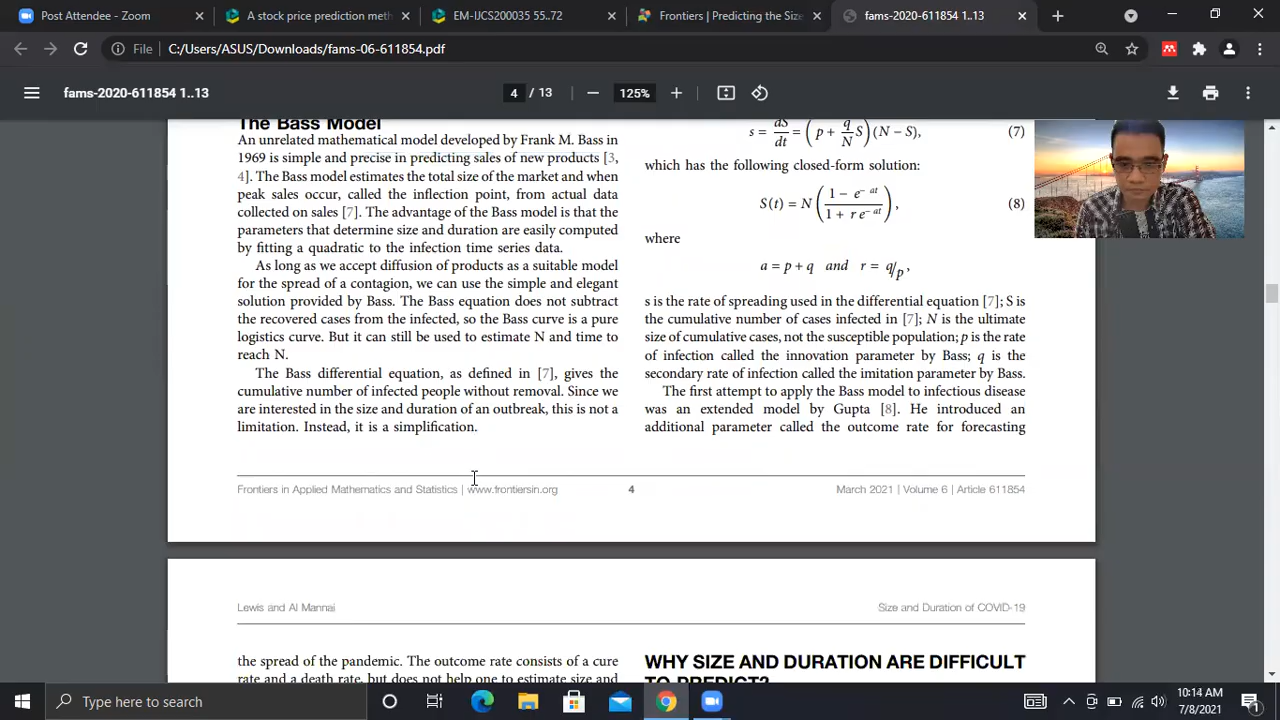 Post Attendee - Zoom
A stock price prediction meth
EM-IJCS200035 55..72
Frontiers | Predicting the Size
fams-2020-611854 1..13
File | C:/Users/ASUS/Downloads/fams-06-611854.pdf
fams-2020-611854 1..13
4 / 13
125%
The Bass Model
An unrelated mathematical model developed by Frank M. Bass in
1969 is simple and precise in predicting sales of new products [3,
4]. The Bass model estimates the total size of the market and when
peak sales occur, called the inflection point, from actual data
collected on sales [7]. The advantage of the Bass model is that the
parameters that determine size and duration are easily computed
by fitting a quadratic to the infection time series data.
As long as we accept diffusion of products as a suitable model
for the spread of a contagion, we can use the simple and elegant
solution provided by Bass. The Bass equation does not subtract
the recovered cases from the infected, so the Bass curve is a pure
logistics curve. But it can still be used to estimate N and time to
reach N.
The Bass differential equation, as defined in [7], gives the
cumulative number of infected people without removal. Since we
are interested in the size and duration of an outbreak, this is not a
limitation. Instead, it is a simplification.
s = dS/dt = (p + q/N S)(N − S), (7)
which has the following closed-form solution:
S(t) = N (1 − e^− at / 1 + r e^− at), (8)
where
a = p + q and r = q/p,
s is the rate of spreading used in the differential equation [7]; S is
the cumulative number of cases infected in [7]; N is the ultimate
size of cumulative cases, not the susceptible population; p is the rate
of infection called the innovation parameter by Bass; q is the
secondary rate of infection called the imitation parameter by Bass.
The first attempt to apply the Bass model to infectious disease
was an extended model by Gupta [8]. He introduced an
additional parameter called the outcome rate for forecasting
Frontiers in Applied Mathematics and Statistics | www.frontiersin.org
4
March 2021 | Volume 6 | Article 611854
Lewis and Al Mannai
Size and Duration of COVID-19
the spread of the pandemic. The outcome rate consists of a cure
rate and a death rate, but does not help one to estimate size and
WHY SIZE AND DURATION ARE DIFFICULT
TO PREDICT?
Type here to search
10:14 AM
7/8/2021
1